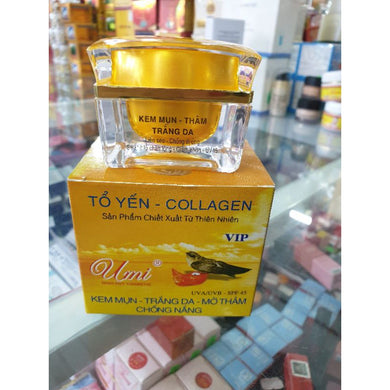 KEM MỤN - THÂM
TRẮNG DA
TỔ YẾN - COLLAGEN
Sản Phẩm Chiết Xuất Từ Thiên Nhiên
VIP
Umi ®
UVA/UVB - SPF 45
KEM MỤN - TRẮNG DA - MỜ THÂM
CHỐNG NẮNG